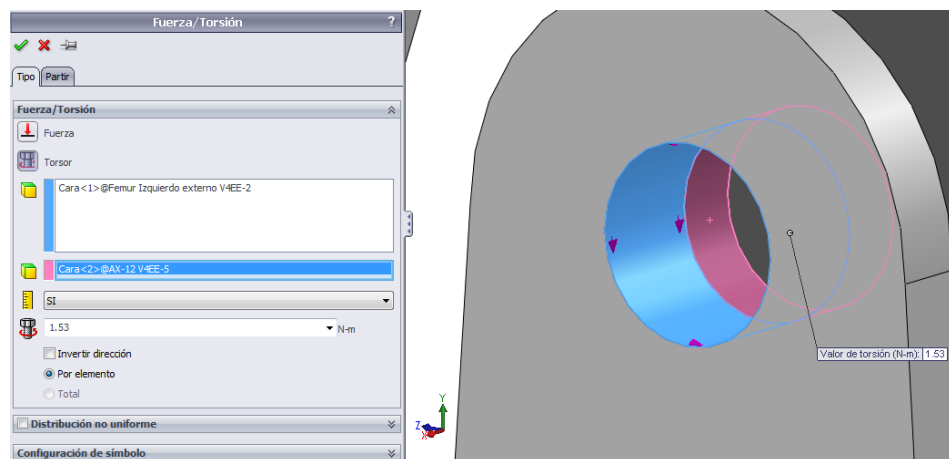 Fuerza/Torsión ?
Tipo Partir
Fuerza/Torsión
Fuerza
Torsor
Cara<1>@Femur Izquierdo externo V4EE-2
Cara<2>@AX-12 V4EE-5
SI
1.53 N-m
Invertir dirección
Por elemento
Total
Distribución no uniforme
Configuración de símbolo
Valor de torsión (N-m): 1.53
Y
Z
X